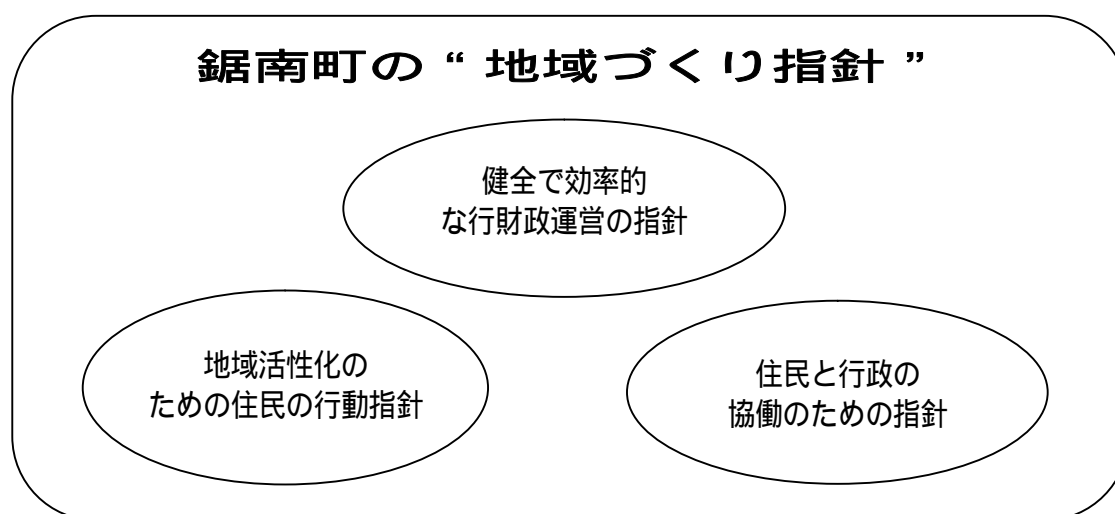 鋸南町の“地域づくり指針”
健全で効率的
な行財政運営の指針
地域活性化の
ための住民の行動指針
住民と行政の
協働のための指針